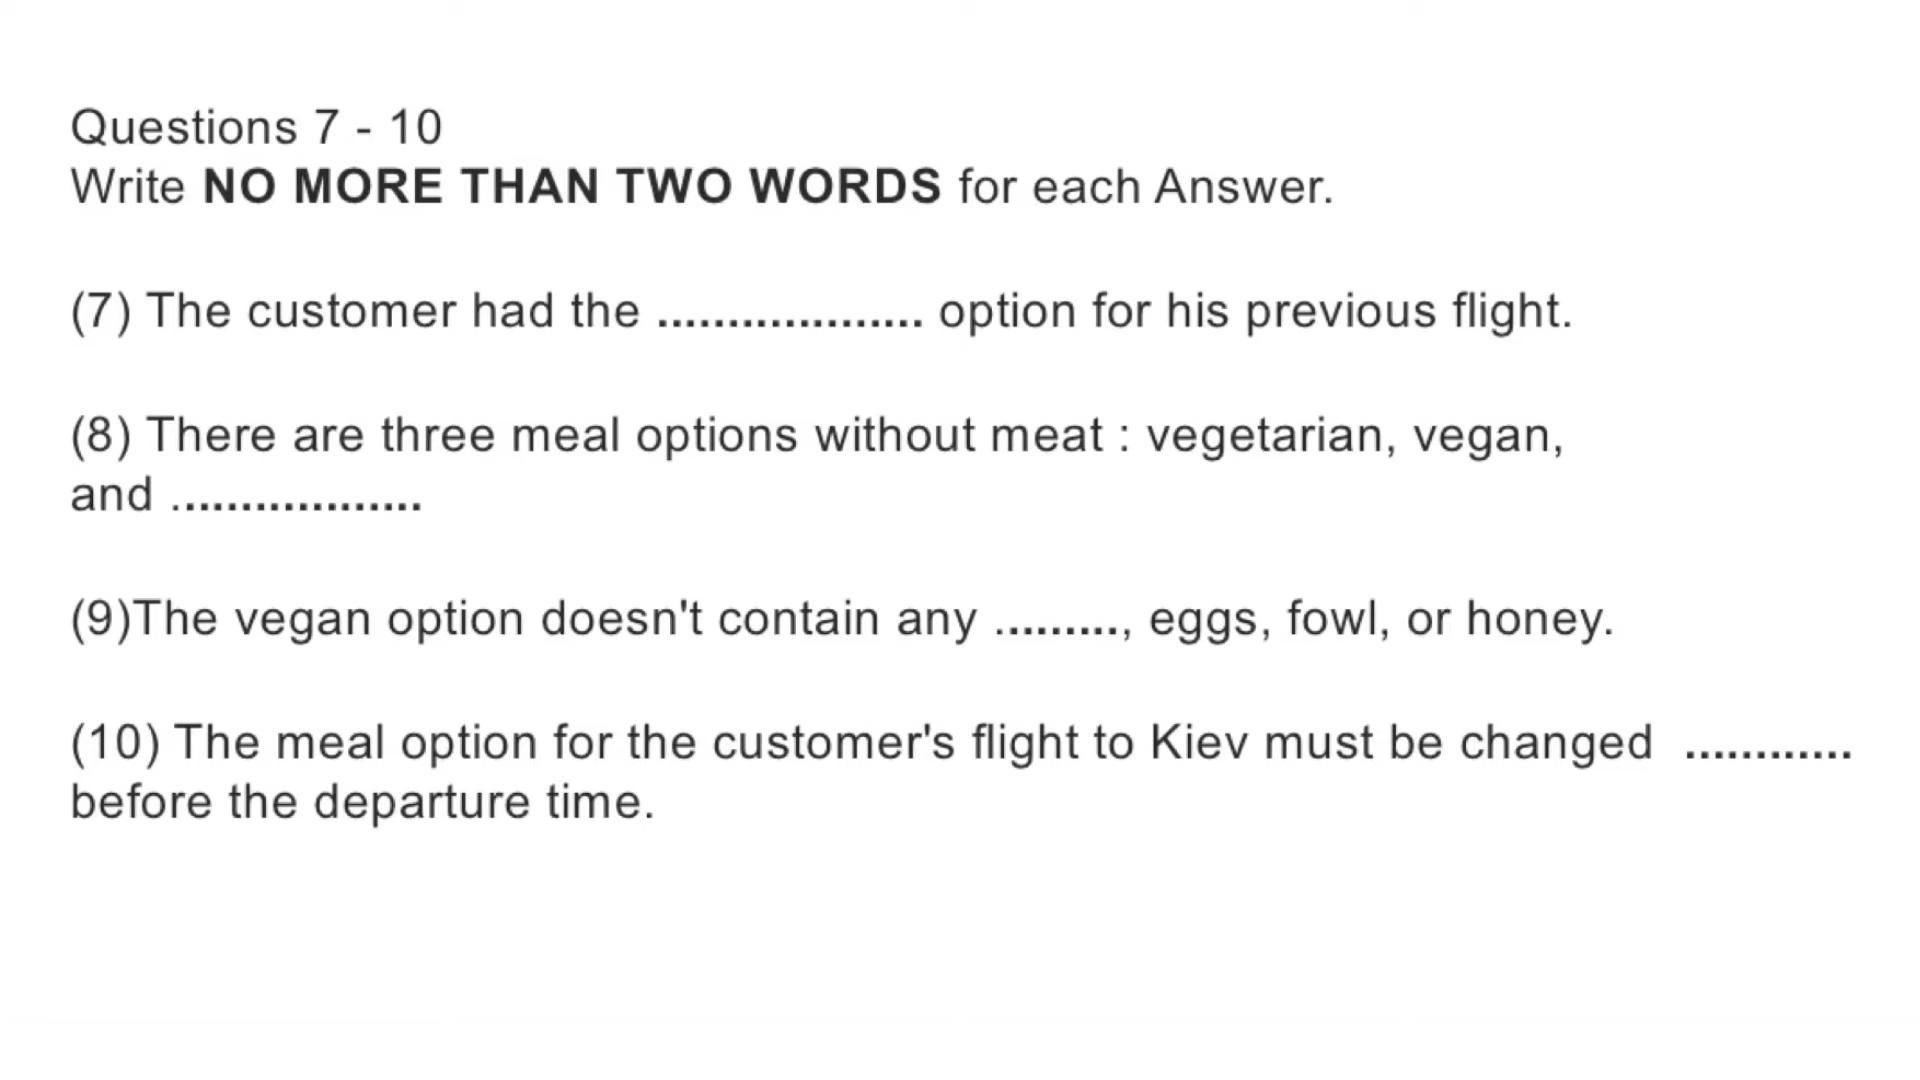 Questions 7 - 10
Write NO MORE THAN TWO WORDS for each Answer.
(7) The customer had the ................... option for his previous flight.
(8) There are three meal options without meat : vegetarian, vegan,
and ..................
(9)The vegan option doesn't contain any ........., eggs, fowl, or honey.
(10) The meal option for the customer's flight to Kiev must be changed ............
before the departure time.